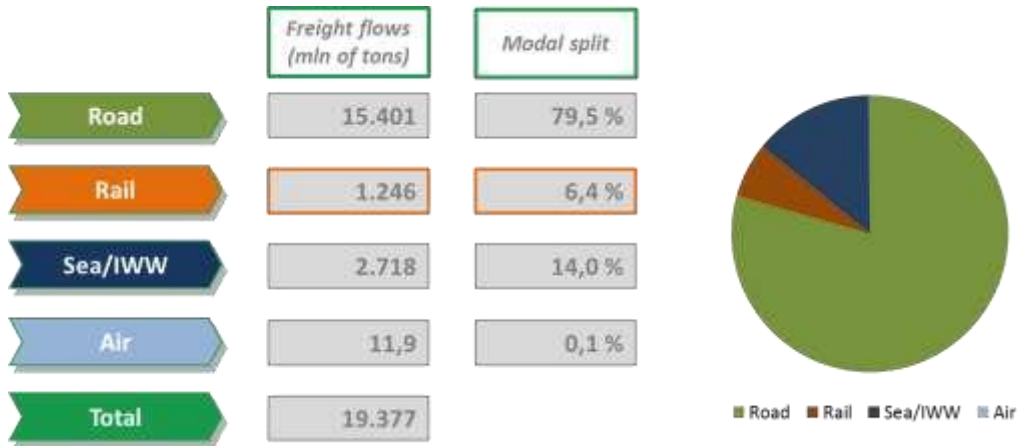 Freight flows
(mln of tons)
Modal split
Road
15.401
79,5 %
Rail
1.246
6,4 %
Sea/IWW
2.718
14,0 %
Air
11,9
0,1 %
Total
19.377
Road Rail Sea/IWW Air